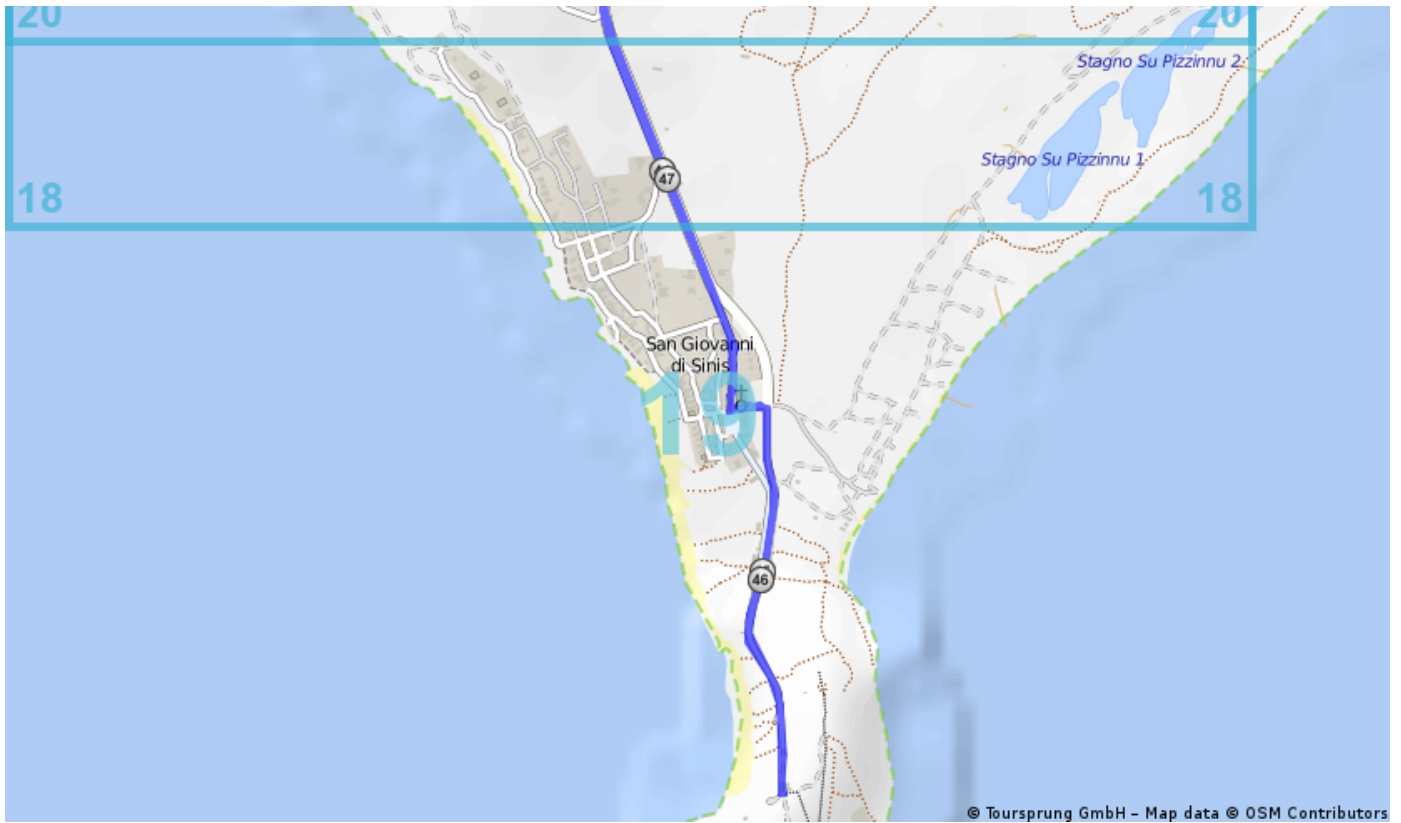 20
20
Stagno Su Pizzinnu 2
Stagno Su Pizzinnu 1
47
18
18
San Giovanni
di Sinis
19
46
© Toursprung GmbH – Map data © OSM Contributors